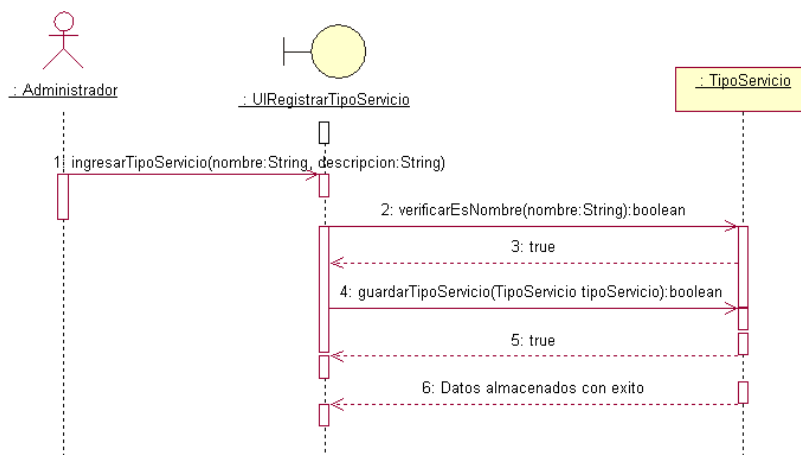 : Administrador
: UIRegistrarTipoServicio
: TipoServicio
1: ingresarTipoServicio(nombre:String, descripcion:String)
2: verificarEsNombre(nombre:String):boolean
3: true
4: guardarTipoServicio(TipoServicio tipoServicio):boolean
5: true
6: Datos almacenados con exito